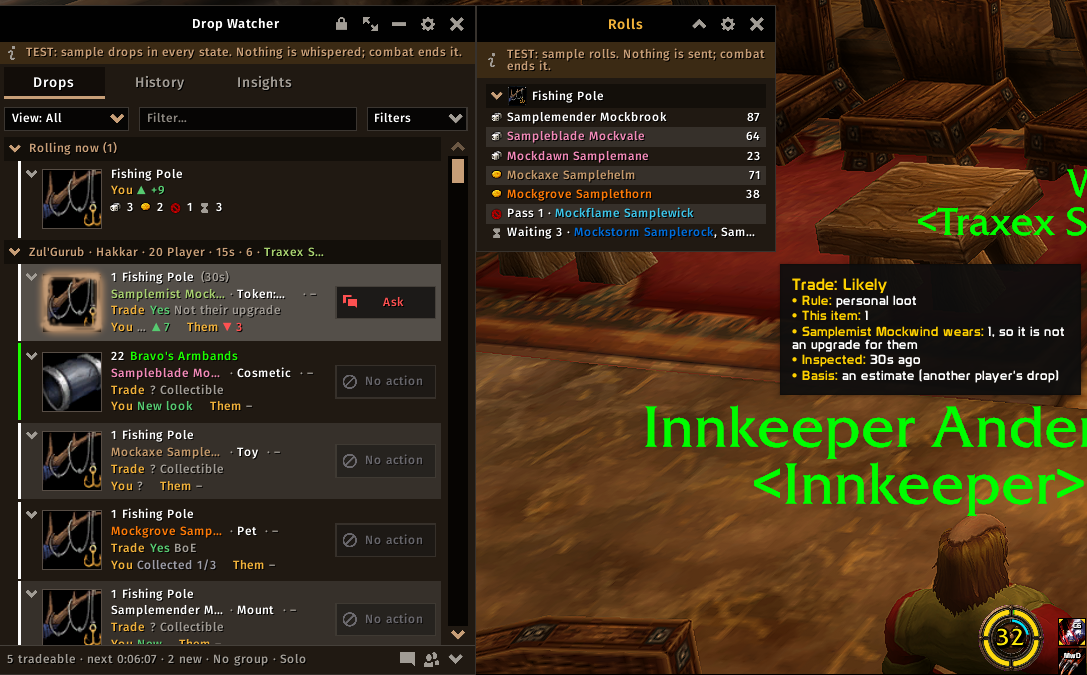 Drop Watcher
TEST: sample drops in every state. Nothing is whispered; combat ends it.
Drops
History
Insights
View: All
Filter...
Filters
Rolling now (1)
Fishing Pole
You +9
3 2 1 3
Zul'Gurub · Hakkar · 20 Player · 15s · 6 · Traxex S...
1 Fishing Pole (30s)
Samplemist Mock... · Token:... · –
Trade Yes Not their upgrade
You ... 7 Them 3
Ask
22 Bravo's Armbands
Sampleblade Mo... · Cosmetic · –
Trade ? Collectible
You New look Them –
No action
1 Fishing Pole
Mockaxe Sample... · Toy · –
Trade ? Collectible
You ? Them –
No action
1 Fishing Pole
Mockgrove Samp... · Pet · –
Trade Yes BoE
You Collected 1/3 Them –
No action
1 Fishing Pole
Samplemender M... · Mount · –
Trade ? Collectible
You New Them –
No action
5 tradeable · next 0:06:07 · 2 new · No group · Solo
Rolls
TEST: sample rolls. Nothing is sent; combat
ends it.
Fishing Pole
Samplemender Mockbrook 87
Sampleblade Mockvale 64
Mockdawn Samplemane 23
Mockaxe Samplehelm 71
Mockgrove Samplethorn 38
Pass 1 · Mockflame Samplewick
Waiting 3 · Mockstorm Samplerock, Sam...
<Traxex S
Trade: Likely
• Rule: personal loot
• This item: 1
• Samplemist Mockwind wears: 1, so it is not
an upgrade for them
• Inspected: 30s ago
• Basis: an estimate (another player's drop)
Innkeeper Ander
<Innkeeper>
32
MwD